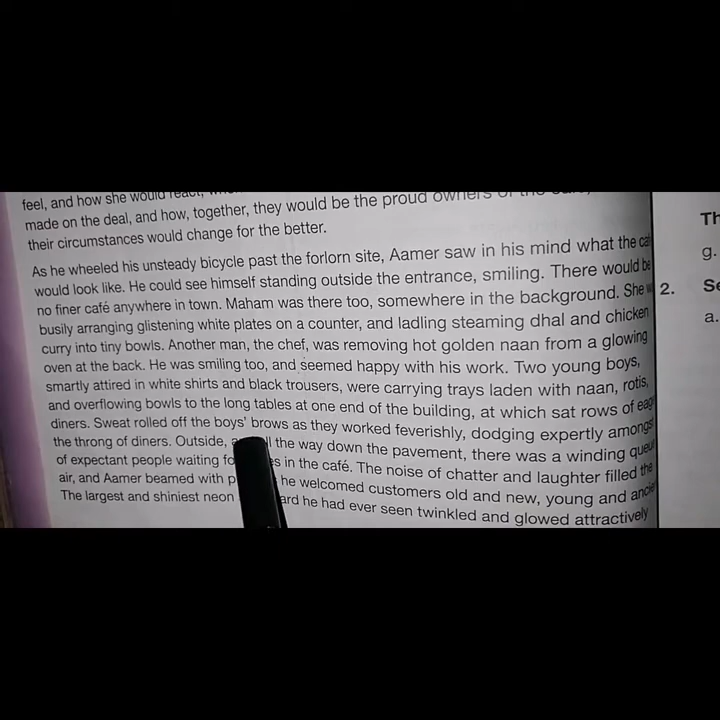 feel, and how she would react,
made on the deal, and how, together, they would be the proud owners of the
their circumstances would change for the better.
As he wheeled his unsteady bicycle past the forlorn site, Aamer saw in his mind what the
would look like. He could see himself standing outside the entrance, smiling. There would be
no finer café anywhere in town. Maham was there too, somewhere in the background. She
busily arranging glistening white plates on a counter, and ladling steaming dhal and chicken
curry into tiny bowls. Another man, the chef, was removing hot golden naan from a glowing
oven at the back. He was smiling too, and seemed happy with his work. Two young boys,
smartly attired in white shirts and black trousers, were carrying trays laden with naan, rotis,
and overflowing bowls to the long tables at one end of the building, at which sat rows of
diners. Sweat rolled off the boys' brows as they worked feverishly, dodging expertly amongst
the throng of diners. Outside, the way down the pavement, there was a winding
of expectant people waiting in the café. The noise of chatter and laughter filled the
air, and Aamer beamed with he welcomed customers old and new, young and
The largest and shiniest neon he had ever seen twinkled and glowed attractively
Th
g.
2. Se
a.